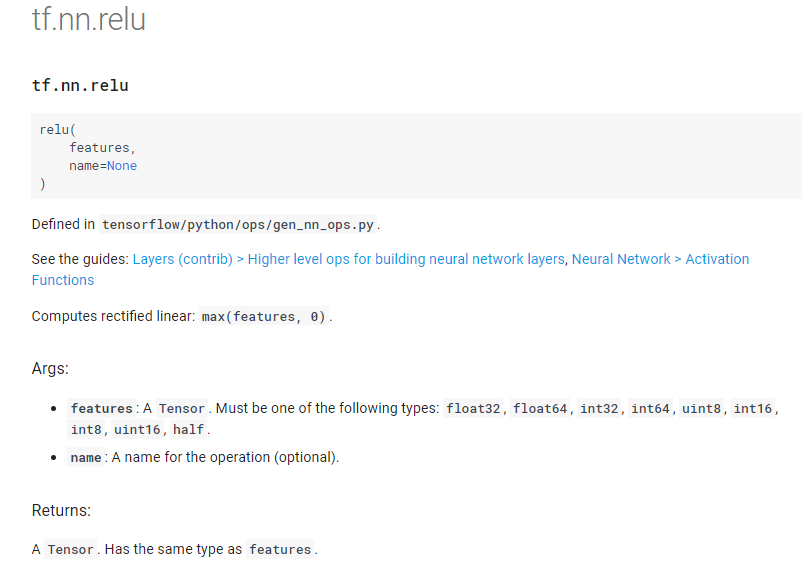 tf.nn.relu
tf.nn.relu
relu(
    features,
    name=None
)
Defined in tensorflow/python/ops/gen_nn_ops.py.
See the guides: Layers (contrib) > Higher level ops for building neural network layers, Neural Network > Activation
Functions
Computes rectified linear: max(features, 0).
Args:
• features: A Tensor. Must be one of the following types: float32, float64, int32, int64, uint8, int16,
int8, uint16, half.
• name: A name for the operation (optional).
Returns:
A Tensor. Has the same type as features.